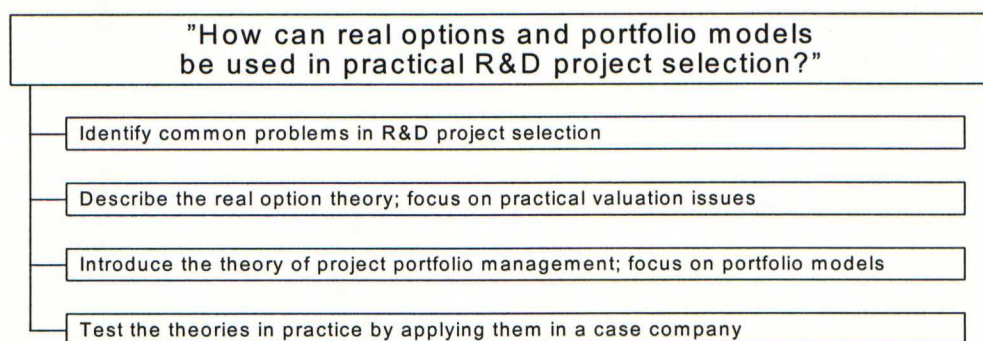 "How can real options and portfolio models
be used in practical R&D project selection?"
Identify common problems in R&D project selection
Describe the real option theory; focus on practical valuation issues
Introduce the theory of project portfolio management; focus on portfolio models
Test the theories in practice by applying them in a case company